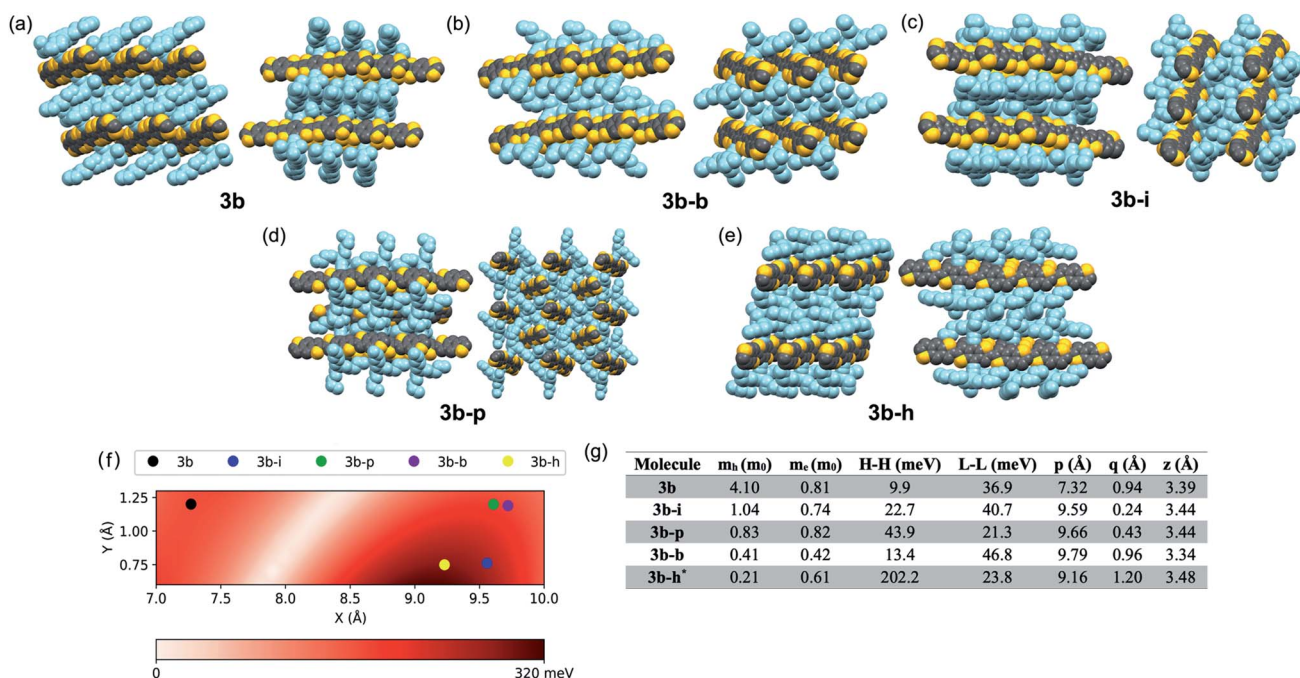 (a)
(b)
(c)
3b
3b-b
3b-i
(d)
(e)
3b-p
3b-h
(f)
3b 3b-i 3b-p 3b-b 3b-h
Y (Å)
1.25
1.00
0.75
7.0 7.5 8.0 8.5 9.0 9.5 10.0
X (Å)
0 320 meV
(g)
Molecule mh (m0) me (m0) H-H (meV) L-L (meV) p (Å) q (Å) z (Å)
3b 4.10 0.81 9.9 36.9 7.32 0.94 3.39
3b-i 1.04 0.74 22.7 40.7 9.59 0.24 3.44
3b-p 0.83 0.82 43.9 21.3 9.66 0.43 3.44
3b-b 0.41 0.42 13.4 46.8 9.79 0.96 3.34
3b-h* 0.21 0.61 202.2 23.8 9.16 1.20 3.48